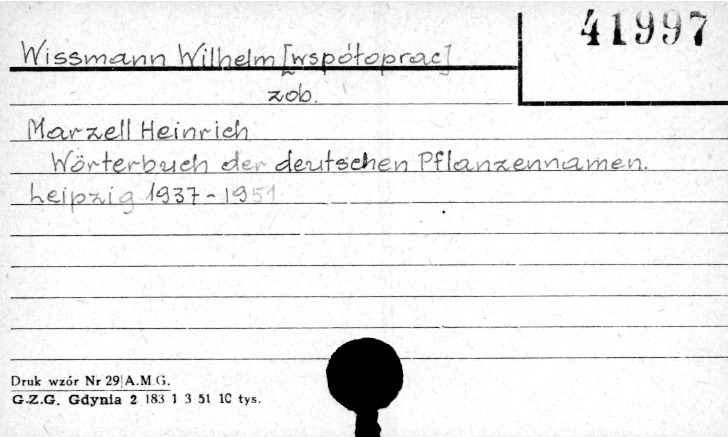 41997
Wissmann Wilhelm [współoprac]
zob.
Marzell Heinrich
Wörterbuch der deutschen Pflanzennamen.
Leipzig 1937-1951
Druk wzór Nr 29|A.M.G.
G.Z.G. Gdynia 2 183 1 3 51 10 tys.